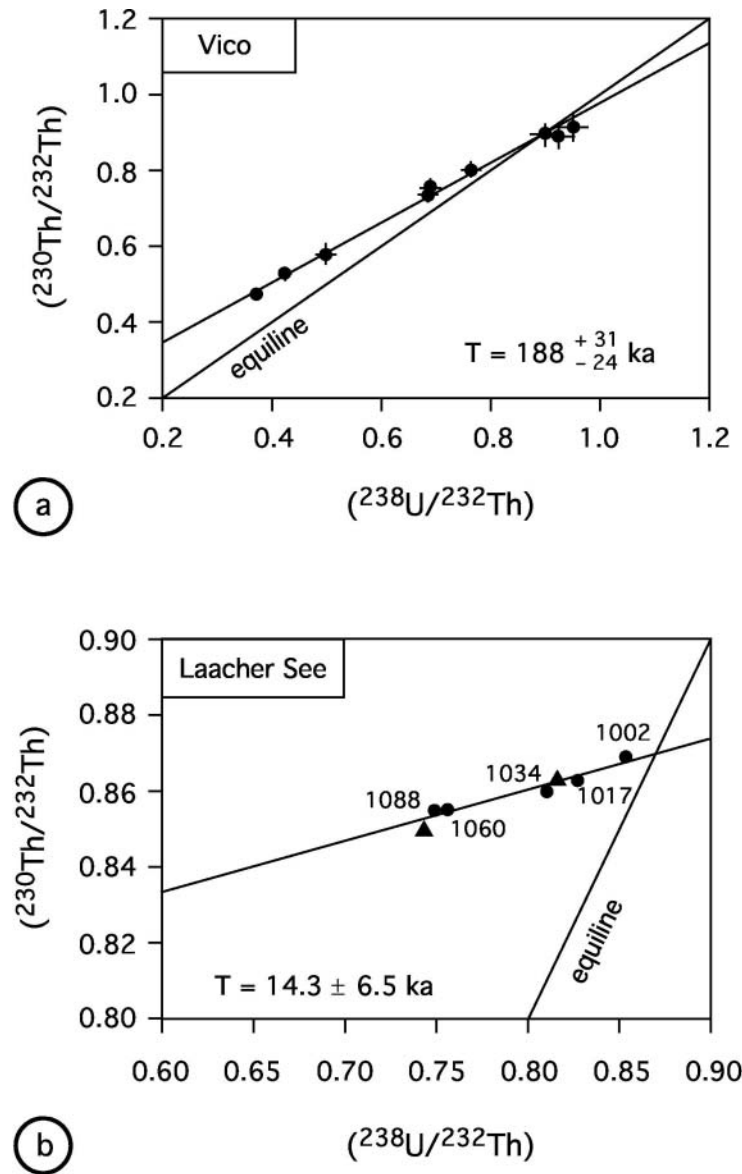 Vico
1.2
1.0
0.8
0.6
0.4
0.2
(²³⁰Th/²³²Th)
equiline
T = 188 + 31 − 24 ka
0.2 0.4 0.6 0.8 1.0 1.2
(²³⁸U/²³²Th)
a
Laacher See
0.90
0.88
0.86
0.84
0.82
0.80
(²³⁰Th/²³²Th)
1002
1034
1088
1017
1060
equiline
T = 14.3 ± 6.5 ka
0.60 0.65 0.70 0.75 0.80 0.85 0.90
(²³⁸U/²³²Th)
b